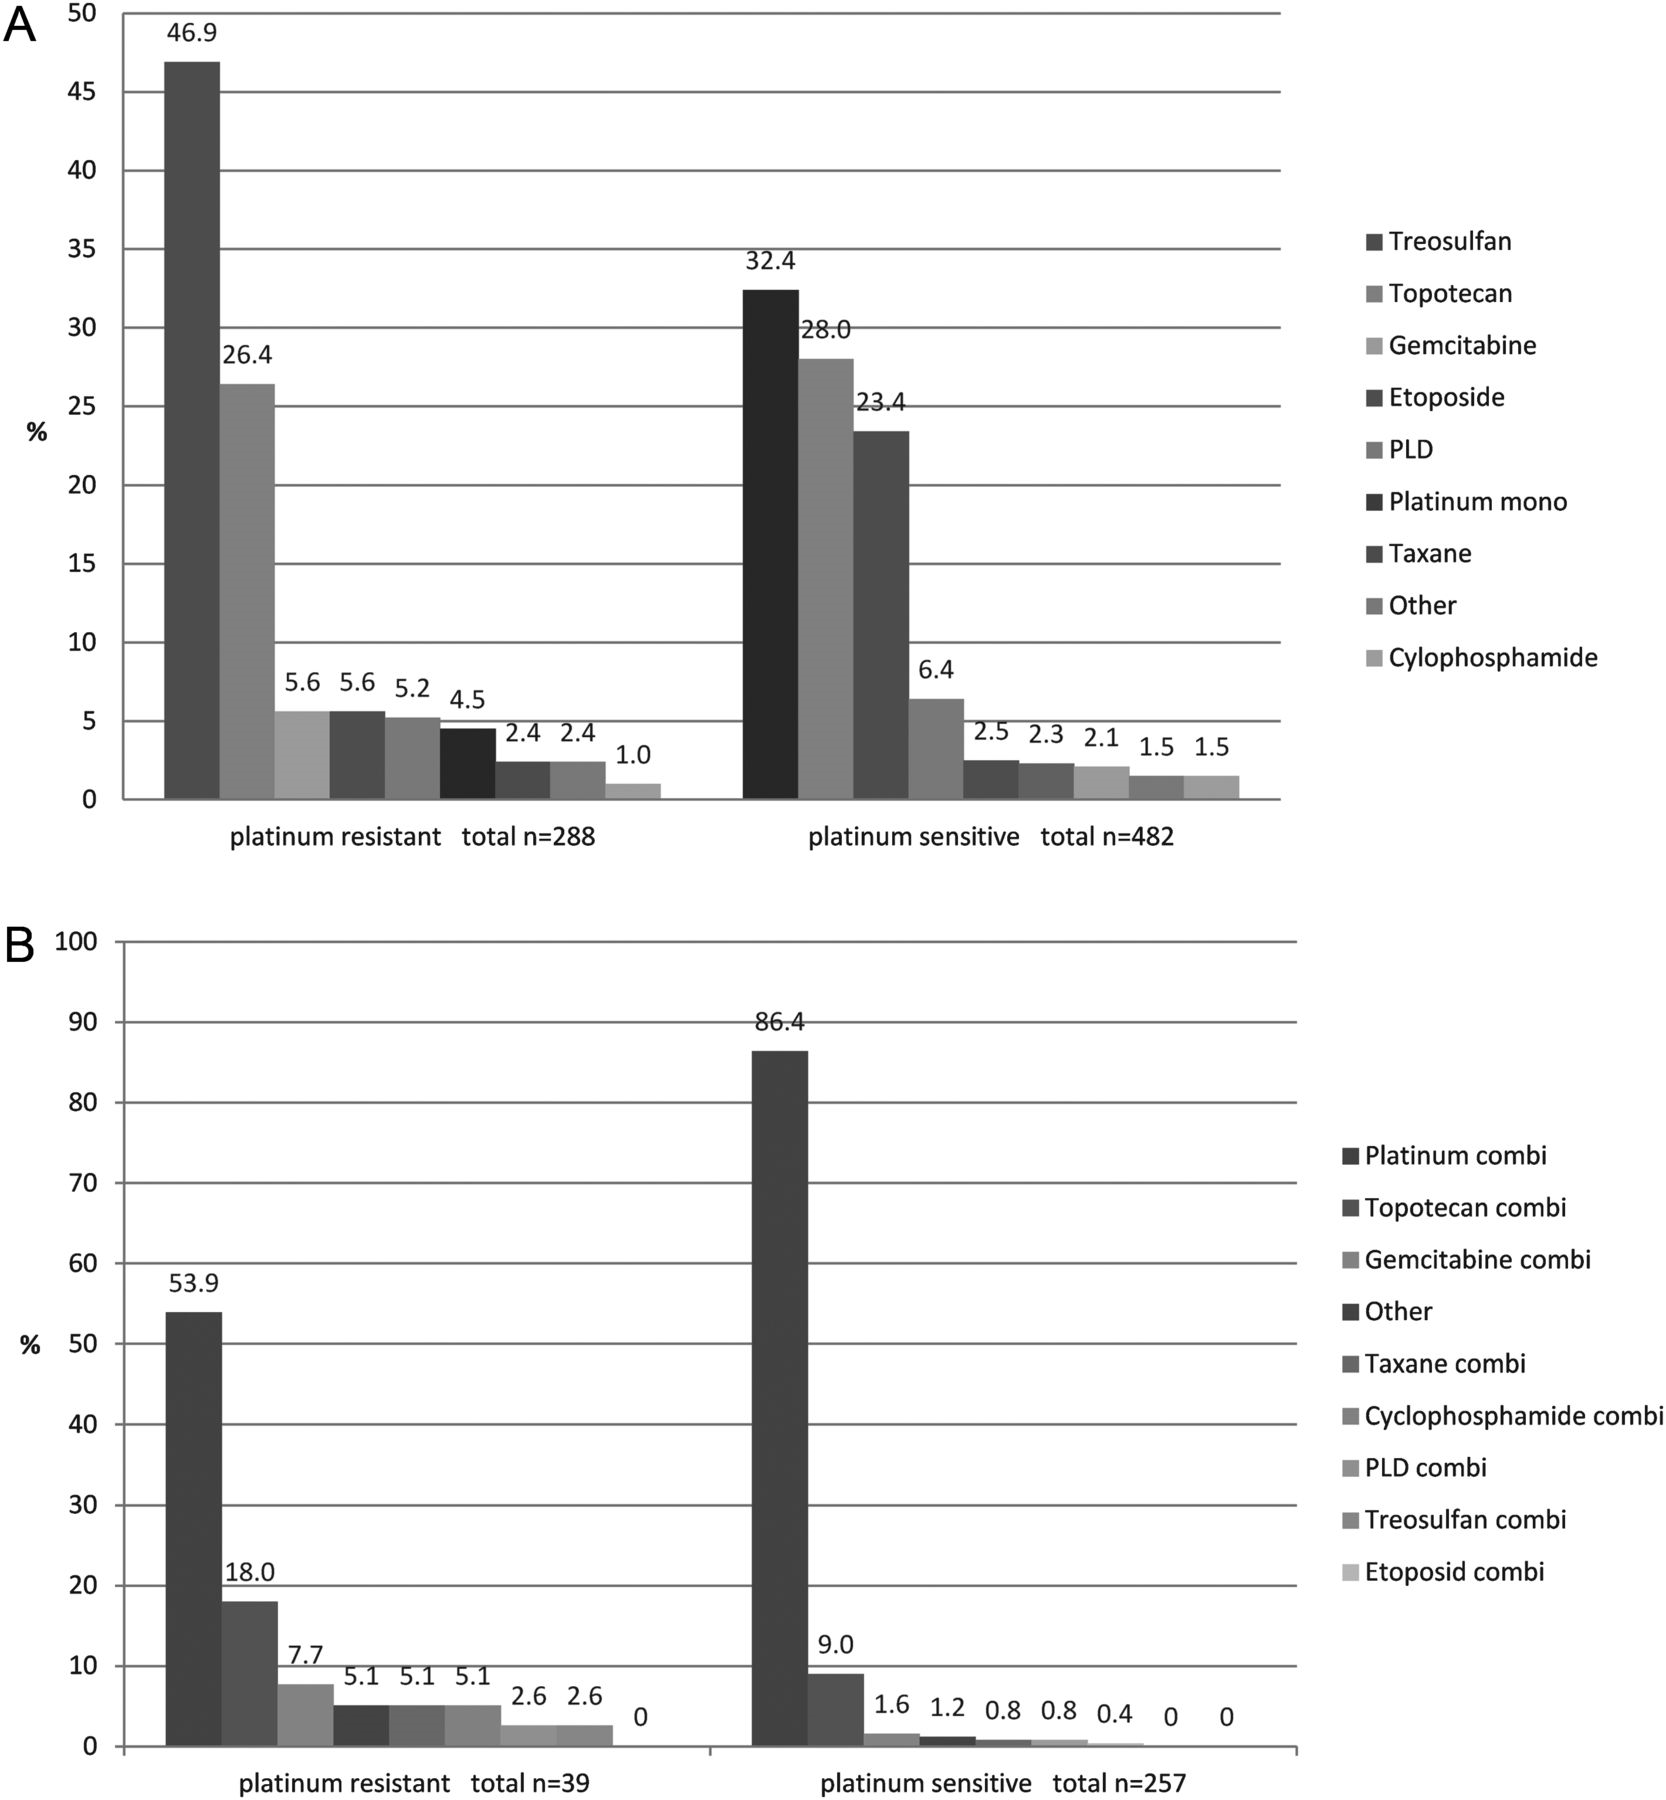 A
50
45
40
35
30
25
20
15
10
5
0
%
46.9
26.4
5.6
5.6
5.2
4.5
2.4
2.4
1.0
32.4
28.0
23.4
6.4
2.5
2.3
2.1
1.5
1.5
platinum resistant total n=288
platinum sensitive total n=482
Treosulfan
Topotecan
Gemcitabine
Etoposide
PLD
Platinum mono
Taxane
Other
Cylophosphamide
B
100
90
80
70
60
50
40
30
20
10
0
%
53.9
18.0
7.7
5.1
5.1
5.1
2.6
2.6
0
86.4
9.0
1.6
1.2
0.8
0.8
0.4
0
0
platinum resistant total n=39
platinum sensitive total n=257
Platinum combi
Topotecan combi
Gemcitabine combi
Other
Taxane combi
Cyclophosphamide combi
PLD combi
Treosulfan combi
Etoposid combi